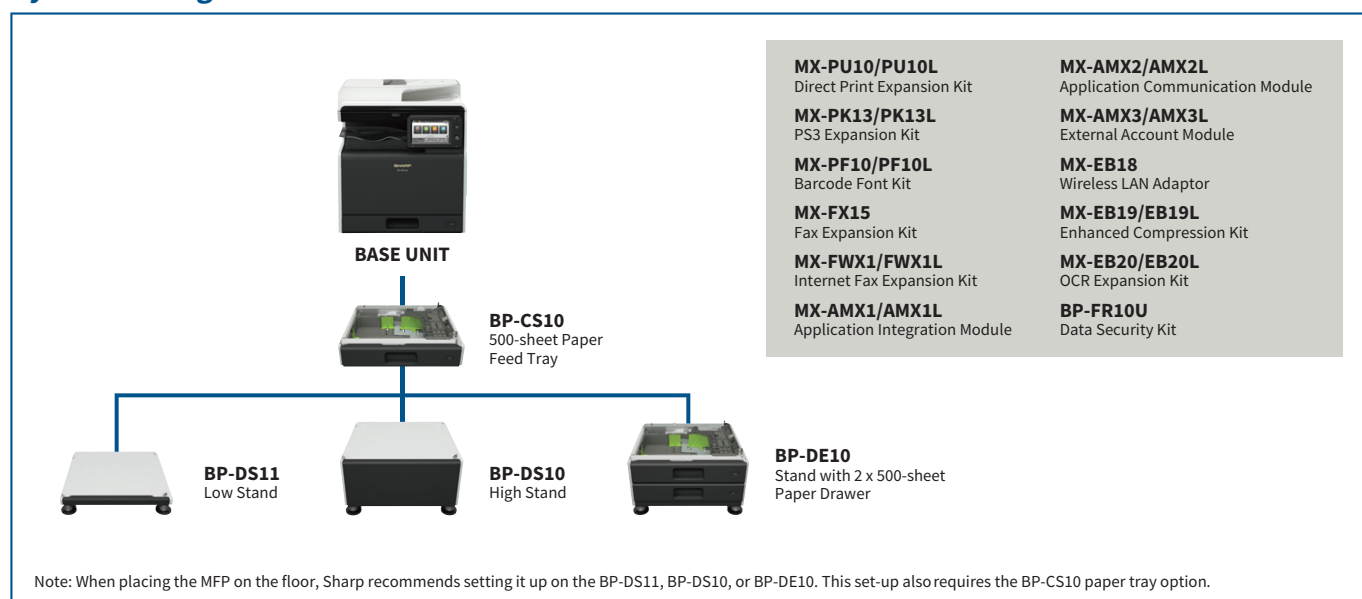 BASE UNIT
BP-CS10
500-sheet Paper
Feed Tray
BP-DS11
Low Stand
BP-DS10
High Stand
BP-DE10
Stand with 2 x 500-sheet
Paper Drawer
MX-PU10/PU10L
Direct Print Expansion Kit
MX-PK13/PK13L
PS3 Expansion Kit
MX-PF10/PF10L
Barcode Font Kit
MX-FX15
Fax Expansion Kit
MX-FWX1/FWX1L
Internet Fax Expansion Kit
MX-AMX1/AMX1L
Application Integration Module
MX-AMX2/AMX2L
Application Communication Module
MX-AMX3/AMX3L
External Account Module
MX-EB18
Wireless LAN Adaptor
MX-EB19/EB19L
Enhanced Compression Kit
MX-EB20/EB20L
OCR Expansion Kit
BP-FR10U
Data Security Kit
Note: When placing the MFP on the floor, Sharp recommends setting it up on the BP-DS11, BP-DS10, or BP-DE10. This set-up also requires the BP-CS10 paper tray option.